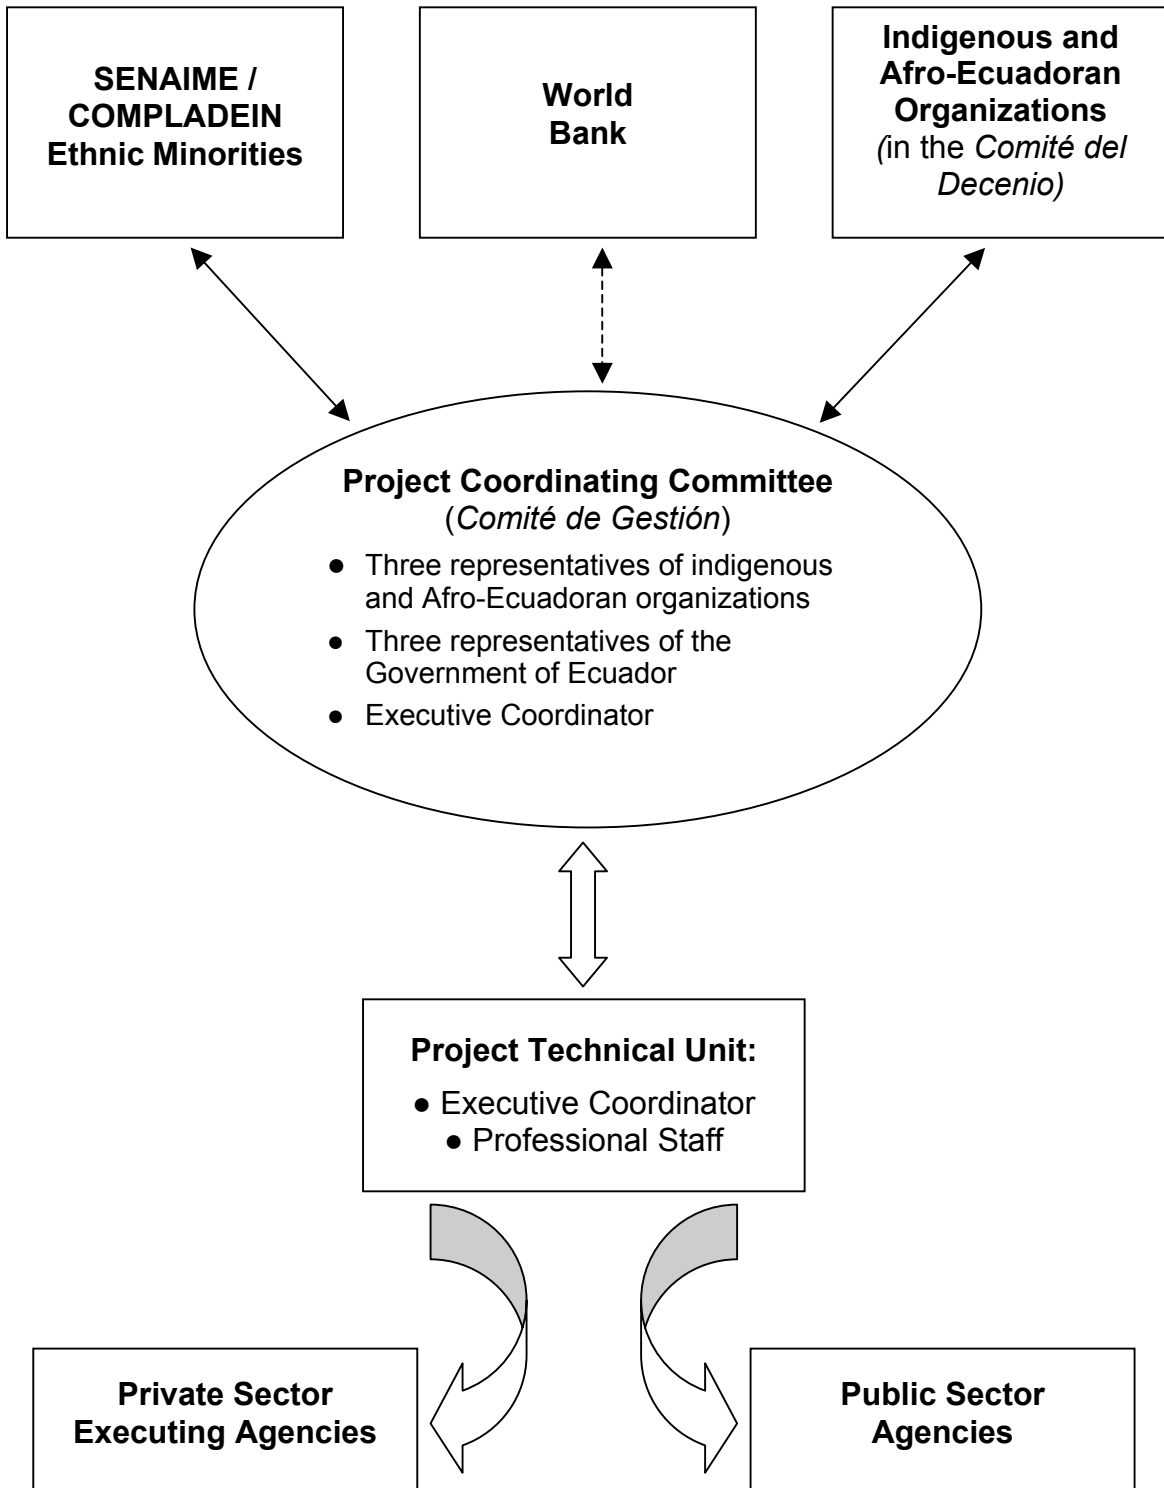 SENAIME /
COMPLADEIN
Ethnic Minorities
World
Bank
Indigenous and
Afro-Ecuadoran
Organizations
(in the Comité del
Decenio)
Project Coordinating Committee
(Comité de Gestión)
● Three representatives of indigenous
and Afro-Ecuadoran organizations
● Three representatives of the
Government of Ecuador
● Executive Coordinator
Project Technical Unit:
● Executive Coordinator
● Professional Staff
Private Sector
Executing Agencies
Public Sector
Agencies